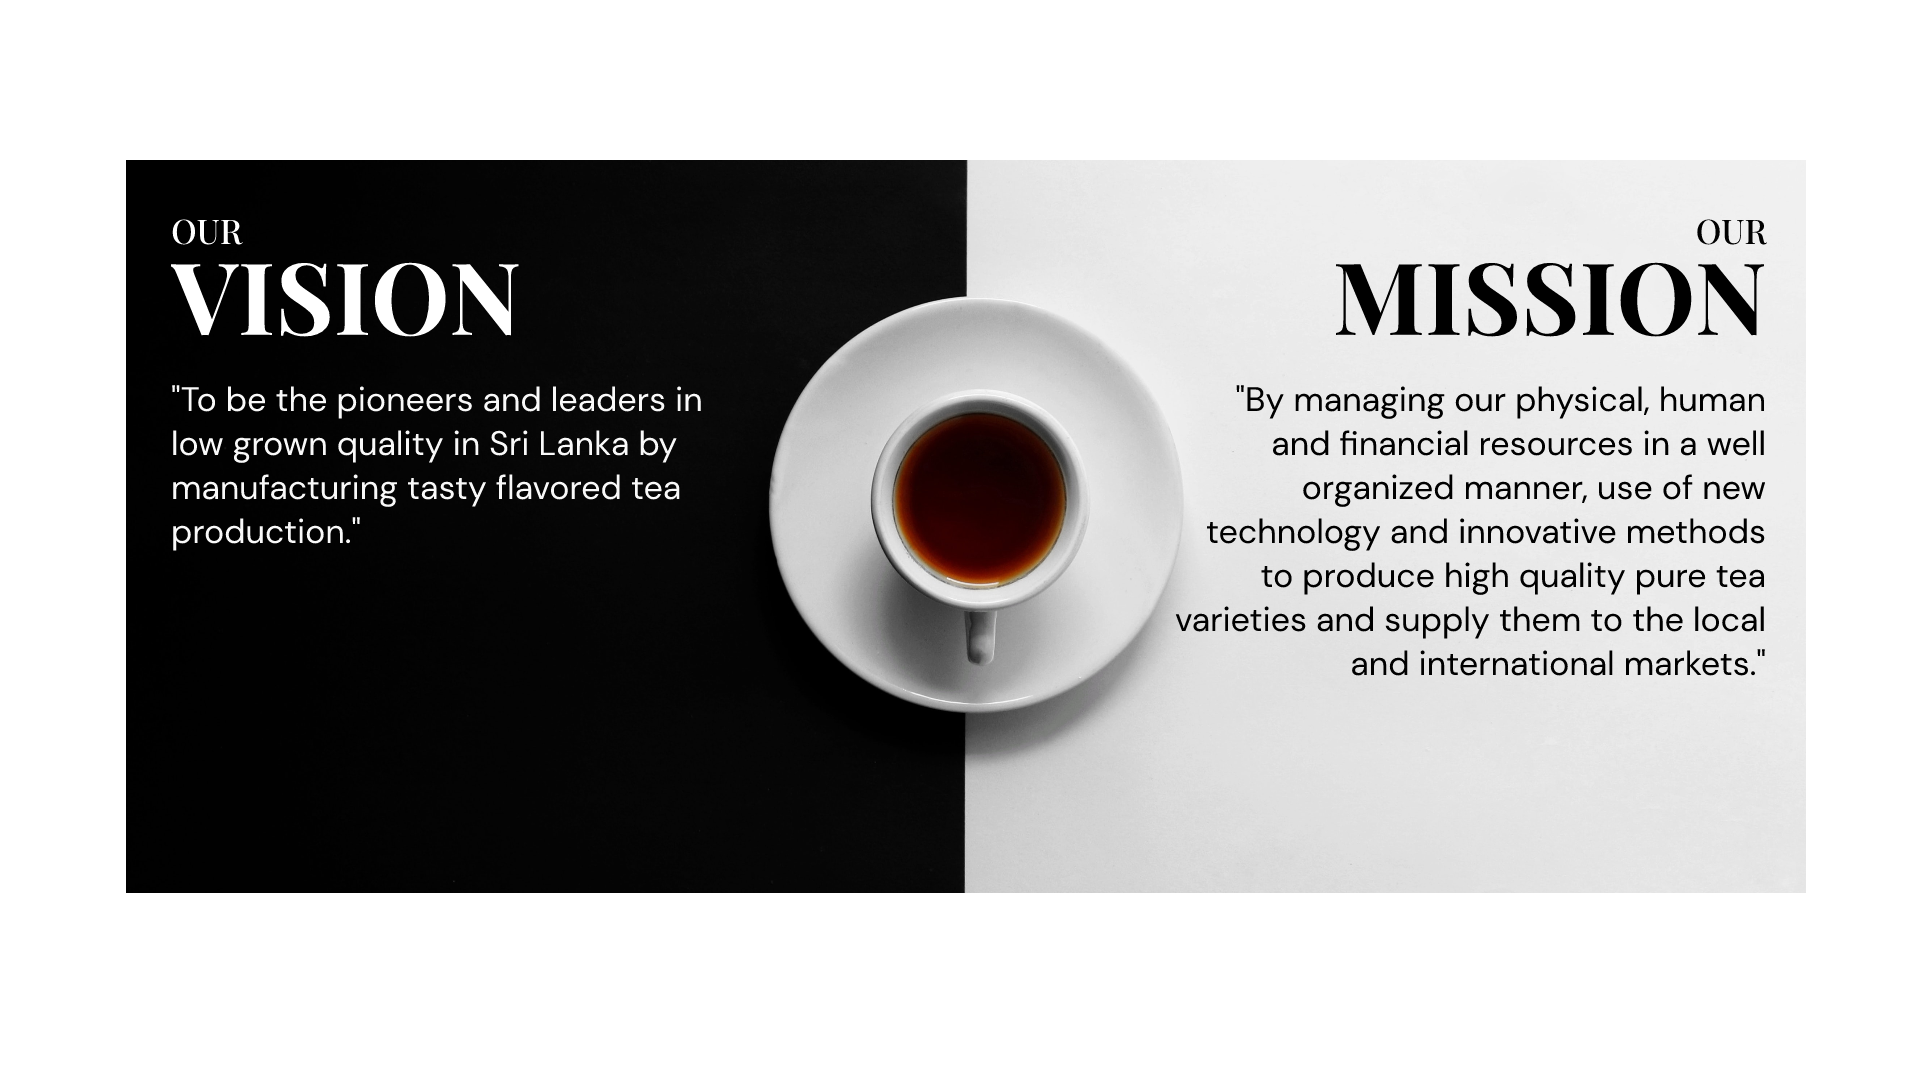 OUR
VISION
"To be the pioneers and leaders in
low grown quality in Sri Lanka by
manufacturing tasty flavored tea
production."
OUR
MISSION
"By managing our physical, human
and financial resources in a well
organized manner, use of new
technology and innovative methods
to produce high quality pure tea
varieties and supply them to the local
and international markets."